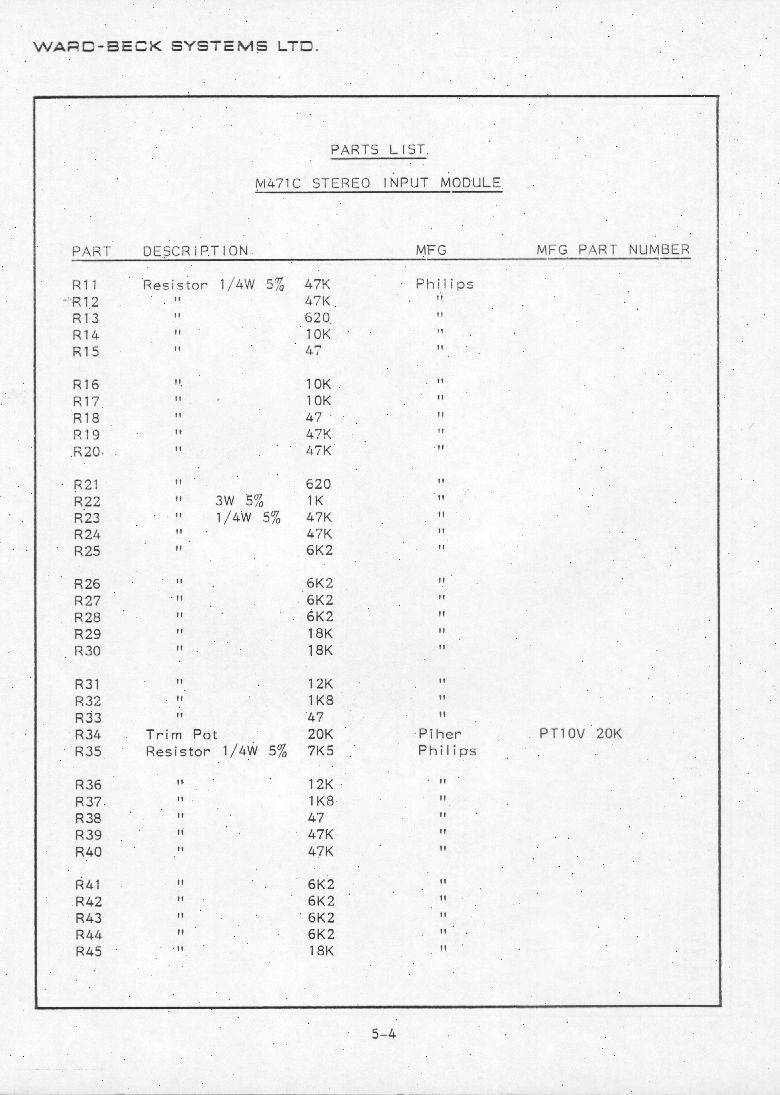 WARD-BECK SYSTEMS LTD.
PARTS LIST
M471C STEREO INPUT MODULE
PART DESCRIPTION MFG MFG PART NUMBER
R11 Resistor 1/4W 5% 47K Philips
R12 " 47K "
R13 " 620 "
R14 " 10K "
R15 " 47 "
R16 " 10K "
R17 " 10K "
R18 " 47 "
R19 " 47K "
R20 " 47K "
R21 " 620 "
R22 " 3W 5% 1K "
R23 " 1/4W 5% 47K "
R24 " 47K "
R25 " 6K2 "
R26 " 6K2 "
R27 " 6K2 "
R28 " 6K2 "
R29 " 18K "
R30 " 18K "
R31 " 12K "
R32 " 1K8 "
R33 " 47 "
R34 Trim Pot 20K Piher PT10V 20K
R35 Resistor 1/4W 5% 7K5 Philips
R36 " 12K "
R37 " 1K8 "
R38 " 47 "
R39 " 47K "
R40 " 47K "
R41 " 6K2 "
R42 " 6K2 "
R43 " 6K2 "
R44 " 6K2 "
R45 " 18K "
5-4